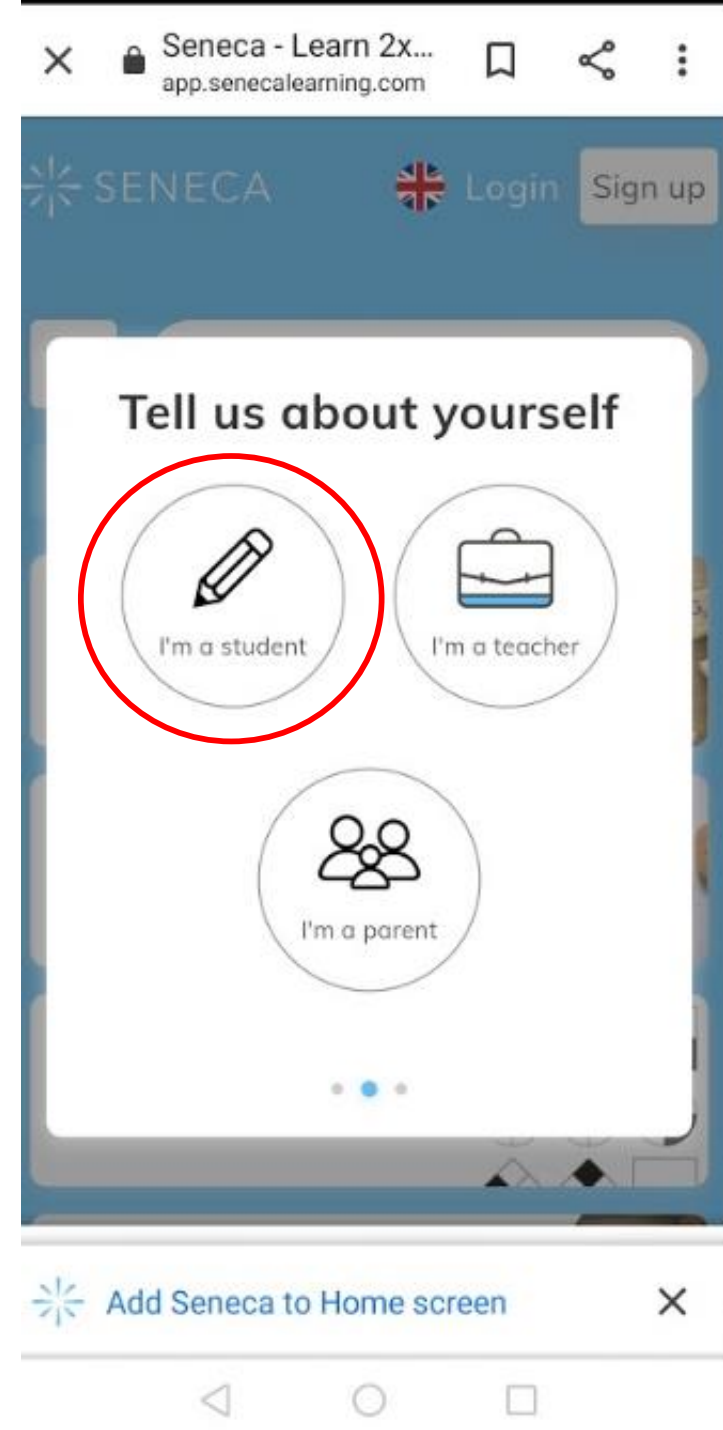 Seneca - Learn 2x...
app.senecalearning.com
SENECA Login Sign up
Tell us about yourself
I'm a student I'm a teacher
I'm a parent
Add Seneca to Home screen